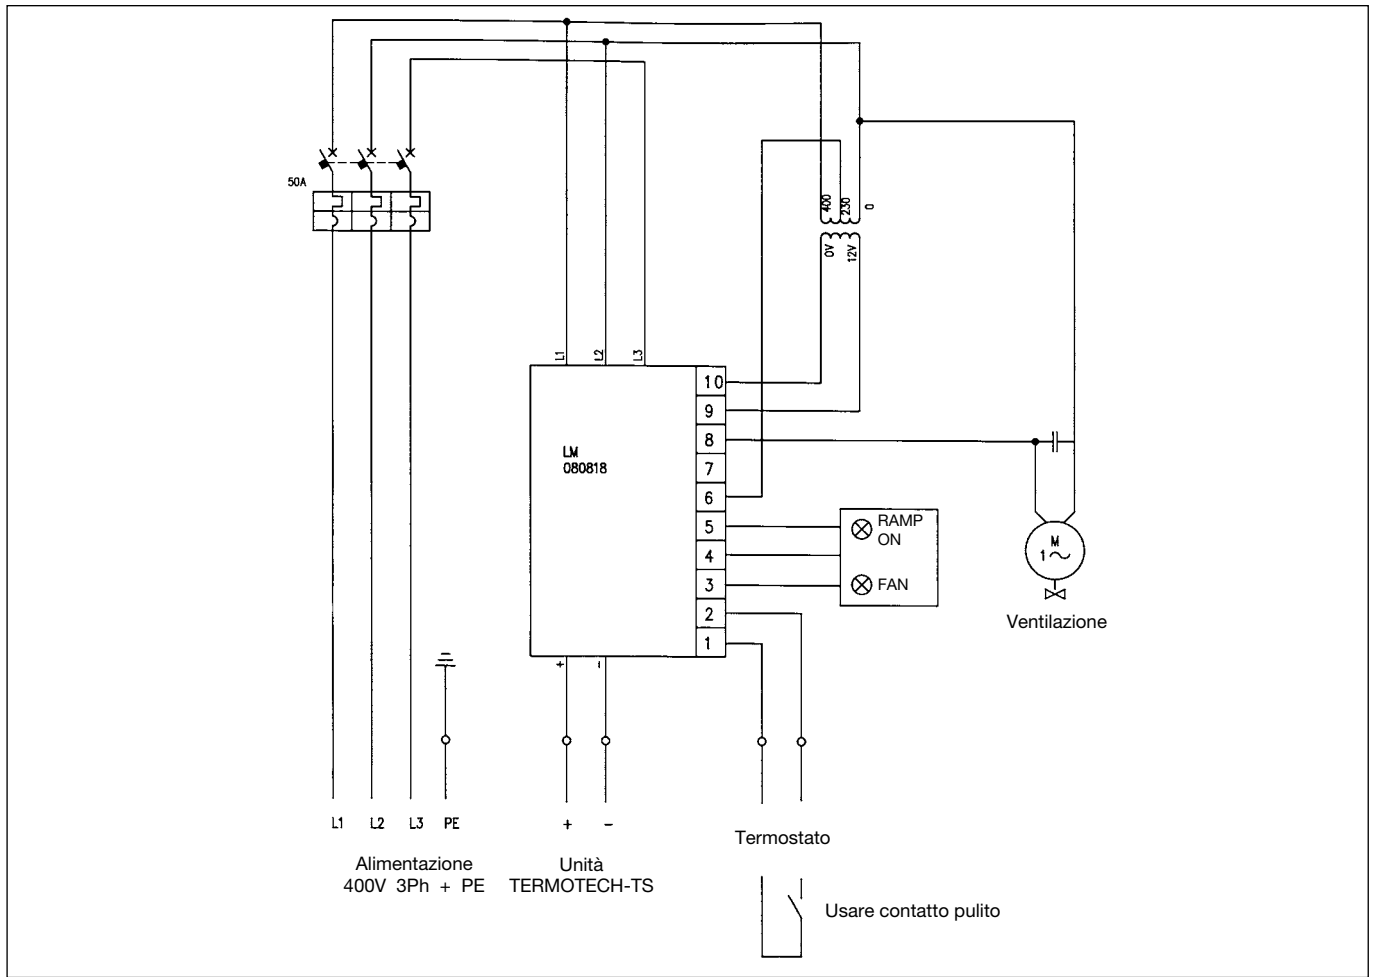 50A
400
230
0
0V
12V
L1
L2
L3
10
9
8
7
6
5
4
3
2
1
LM
080818
RAMP
ON
FAN
M
1~
Ventilazione
+
-
L1
L2
L3
PE
+
-
Alimentazione
400V 3Ph + PE
Unità
TERMOTECH-TS
Termostato
Usare contatto pulito